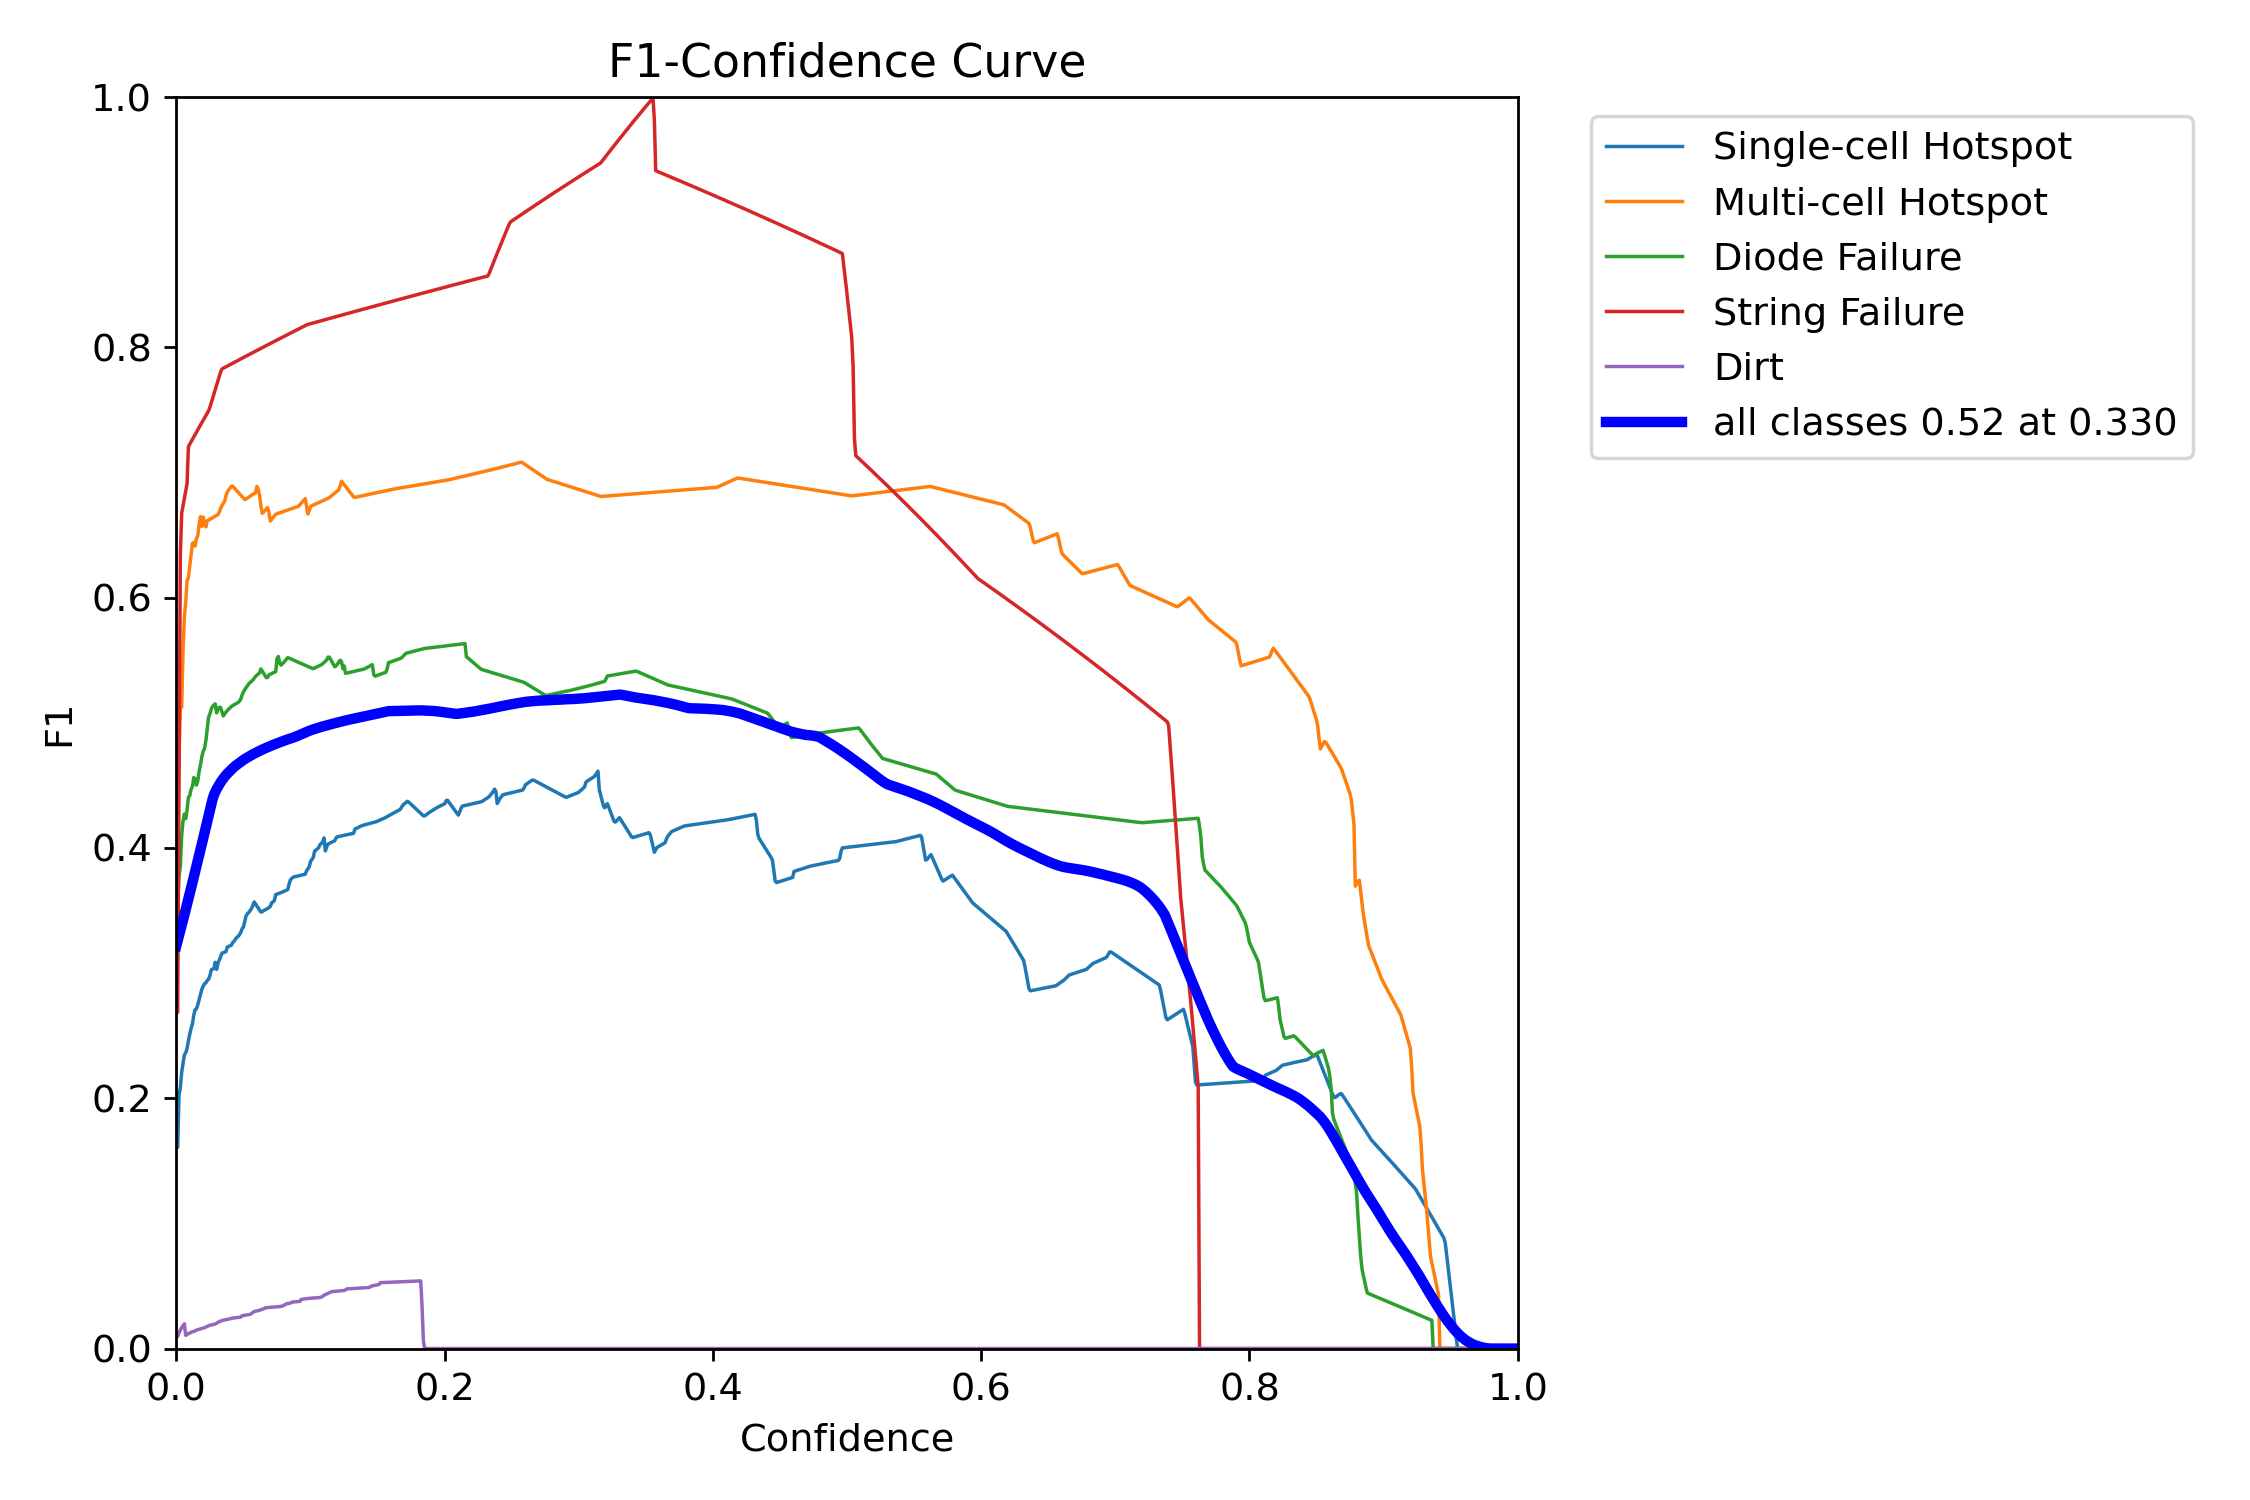 F1-Confidence Curve
1.0
0.8
0.6
0.4
0.2
0.0
F1
0.0 0.2 0.4 0.6 0.8 1.0
Confidence
Single-cell Hotspot
Multi-cell Hotspot
Diode Failure
String Failure
Dirt
all classes 0.52 at 0.330